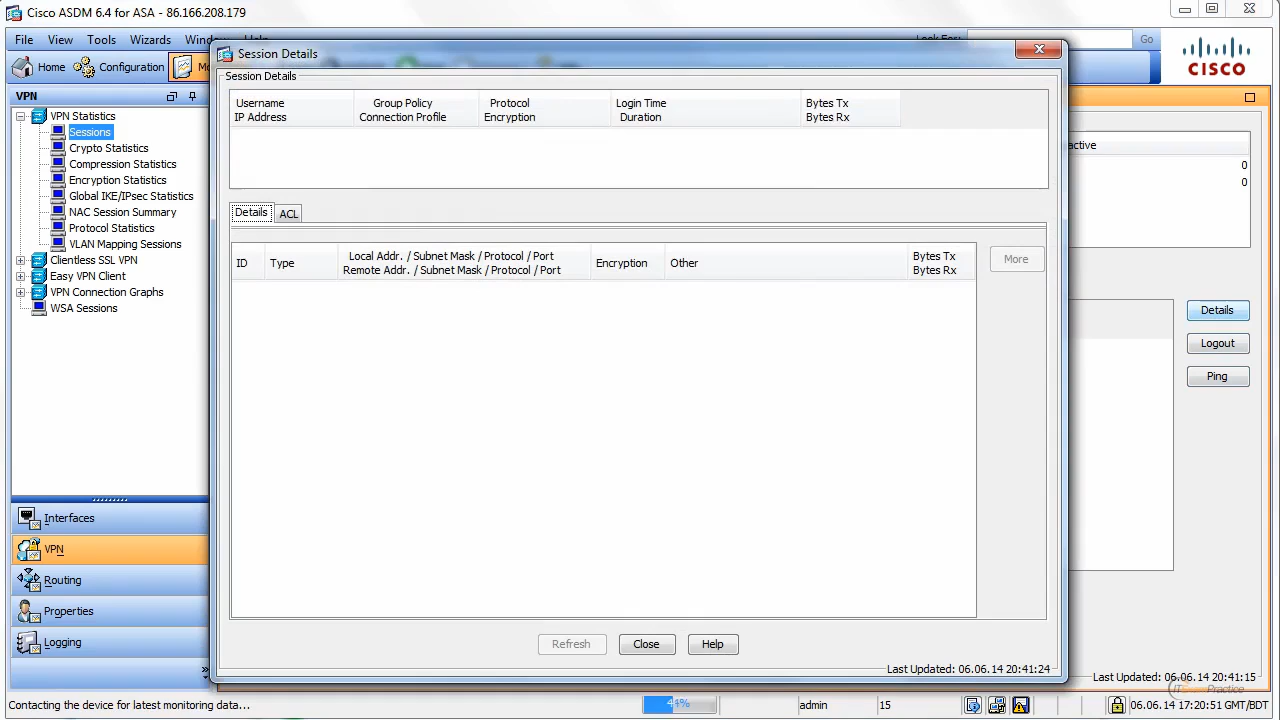 Cisco ASDM 6.4 for ASA - 86.166.208.179
File View Tools Wizards
Home Configuration
Go
CISCO
VPN
VPN Statistics
Sessions
Crypto Statistics
Compression Statistics
Encryption Statistics
Global IKE/IPsec Statistics
NAC Session Summary
Protocol Statistics
VLAN Mapping Sessions
Clientless SSL VPN
Easy VPN Client
VPN Connection Graphs
WSA Sessions
Interfaces
VPN
Routing
Properties
Logging
Session Details
Session Details
Username Group Policy Protocol Login Time Bytes Tx
IP Address Connection Profile Encryption Duration Bytes Rx
Details ACL
ID Type Local Addr. / Subnet Mask / Protocol / Port Encryption Other Bytes Tx
Remote Addr. / Subnet Mask / Protocol / Port Bytes Rx
More
Refresh Close Help
Last Updated: 06.06.14 20:41:24
0
0
Details
Logout
Ping
Last Updated: 06.06.14 20:41:15
Contacting the device for latest monitoring data... 44% admin 15 06.06.14 17:20:51 GMT/BDT